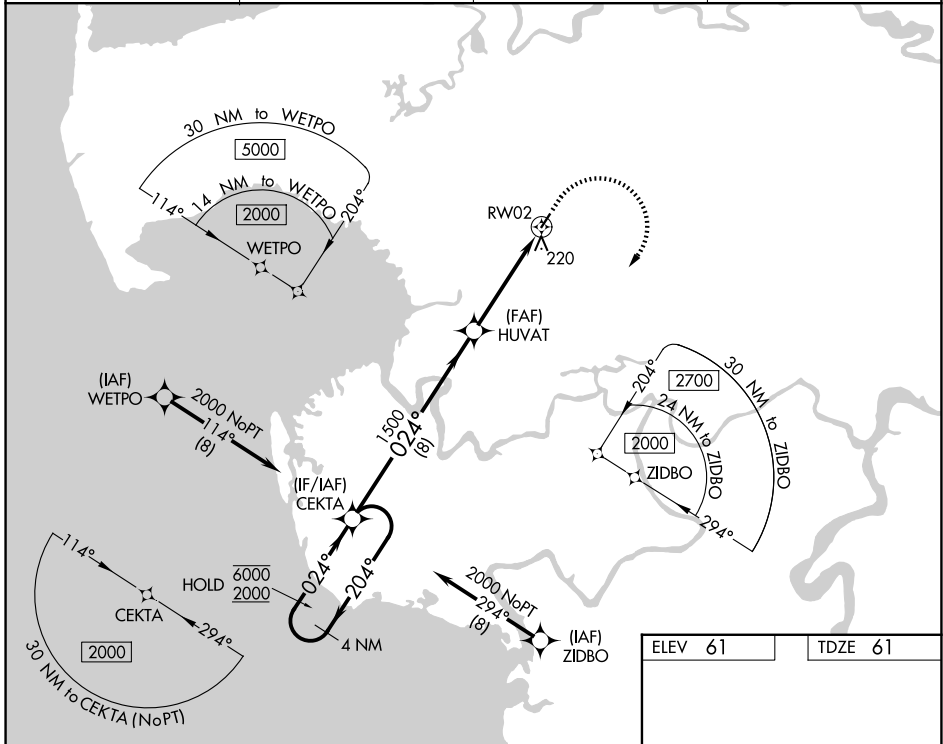 30 NM to WETPO
5000
14 NM to WETPO
2000
114°
204°
WETPO
RW02
220
(FAF)
HUVAT
(IAF)
WETPO
2000 NoPT
114°
(8)
1500
024°
(8)
204°
2700
30 NM to ZIDBO
24 NM to ZIDBO
2000
ZIDBO
294°
(IF/IAF)
CEKTA
114°
CEKTA
294°
2000
30 NM to CEKTA (NoPT)
HOLD
6000
2000
024°
204°
4 NM
2000 NoPT
294°
(8)
(IAF)
ZIDBO
ELEV 61
TDZE 61